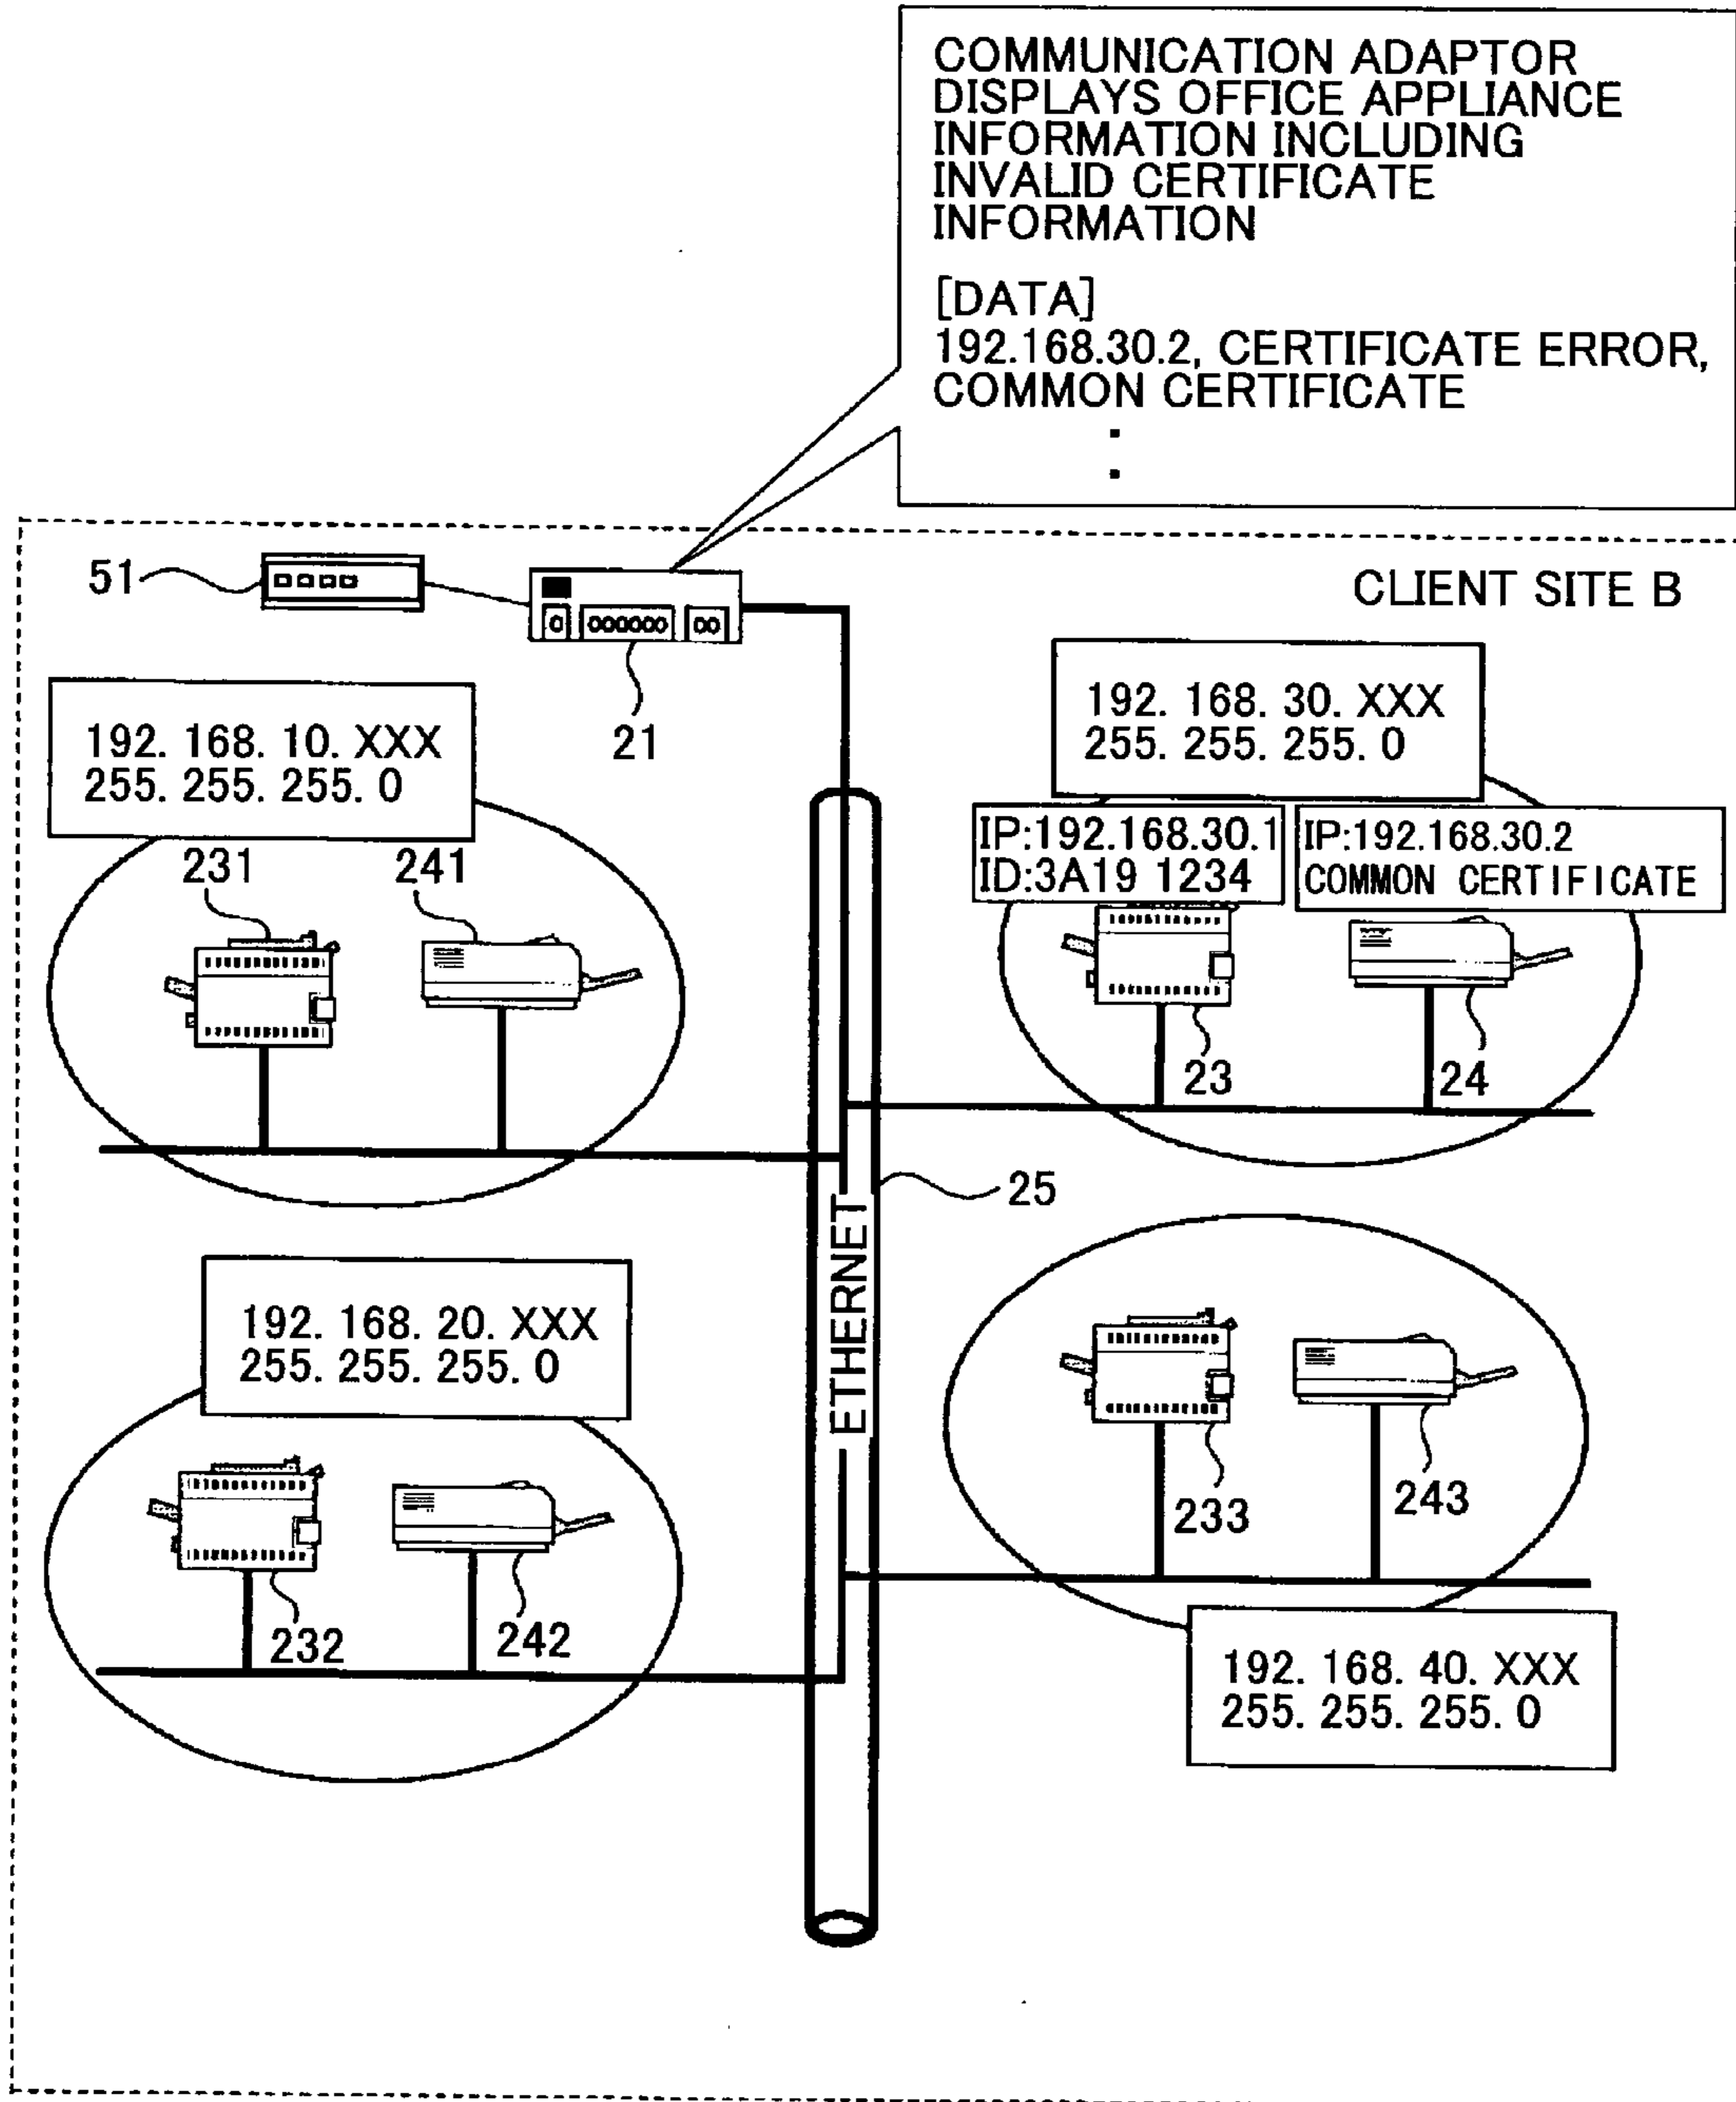 COMMUNICATION ADAPTOR
DISPLAYS OFFICE APPLIANCE
INFORMATION INCLUDING
INVALID CERTIFICATE
INFORMATION
[DATA]
192.168.30.2, CERTIFICATE ERROR,
COMMON CERTIFICATE
.
.
51
CLIENT SITE B
21
192. 168. 10. XXX
255. 255. 255. 0
192. 168. 30. XXX
255. 255. 255. 0
231
241
IP:192.168.30.1
ID:3A19 1234
IP:192.168.30.2
COMMON CERTIFICATE
23
24
25
ETHERNET
192. 168. 20. XXX
255. 255. 255. 0
233
243
232
242
192. 168. 40. XXX
255. 255. 255. 0